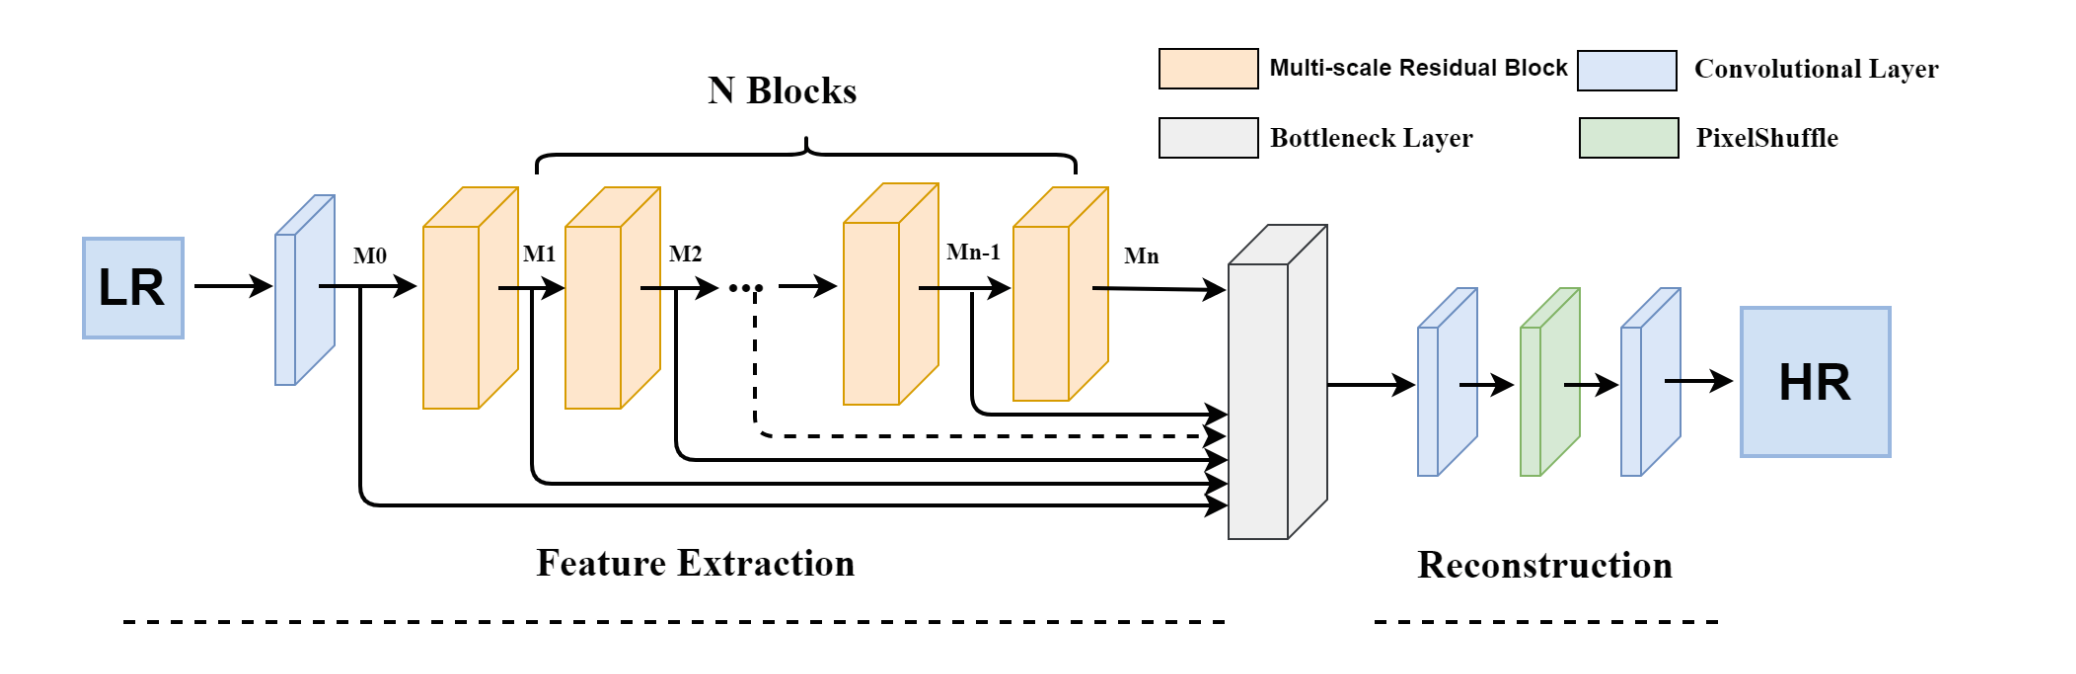 N Blocks
Multi-scale Residual Block
Convolutional Layer
Bottleneck Layer
PixelShuffle
LR
M0
M1
M2
...
Mn-1
Mn
HR
Feature Extraction
Reconstruction